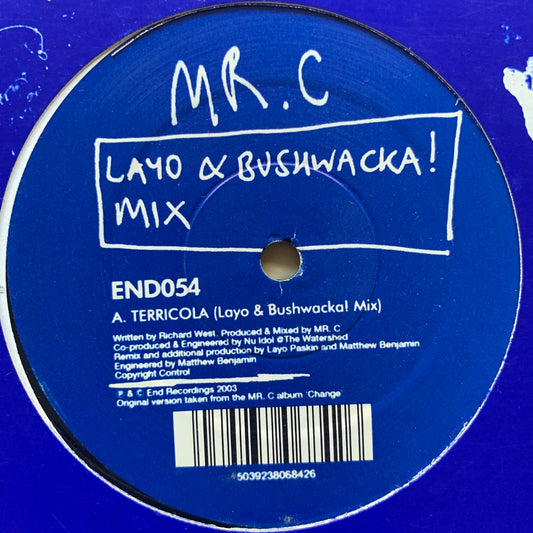 MR. C
LAYO & BUSHWACKA!
MIX
END054
A. TERRICOLA (Layo & Bushwacka! Mix)
Written by Richard West. Produced & Mixed by MR. C
Co-produced & Engineered by Nu Idol @The Watershed
Remix and additional production by Layo Paskin and Matthew Benjamin
Engineered by Matthew Benjamin
Copyright Control
P & C End Recordings 2003
Original version taken from the MR. C album 'Change'
5039238068426